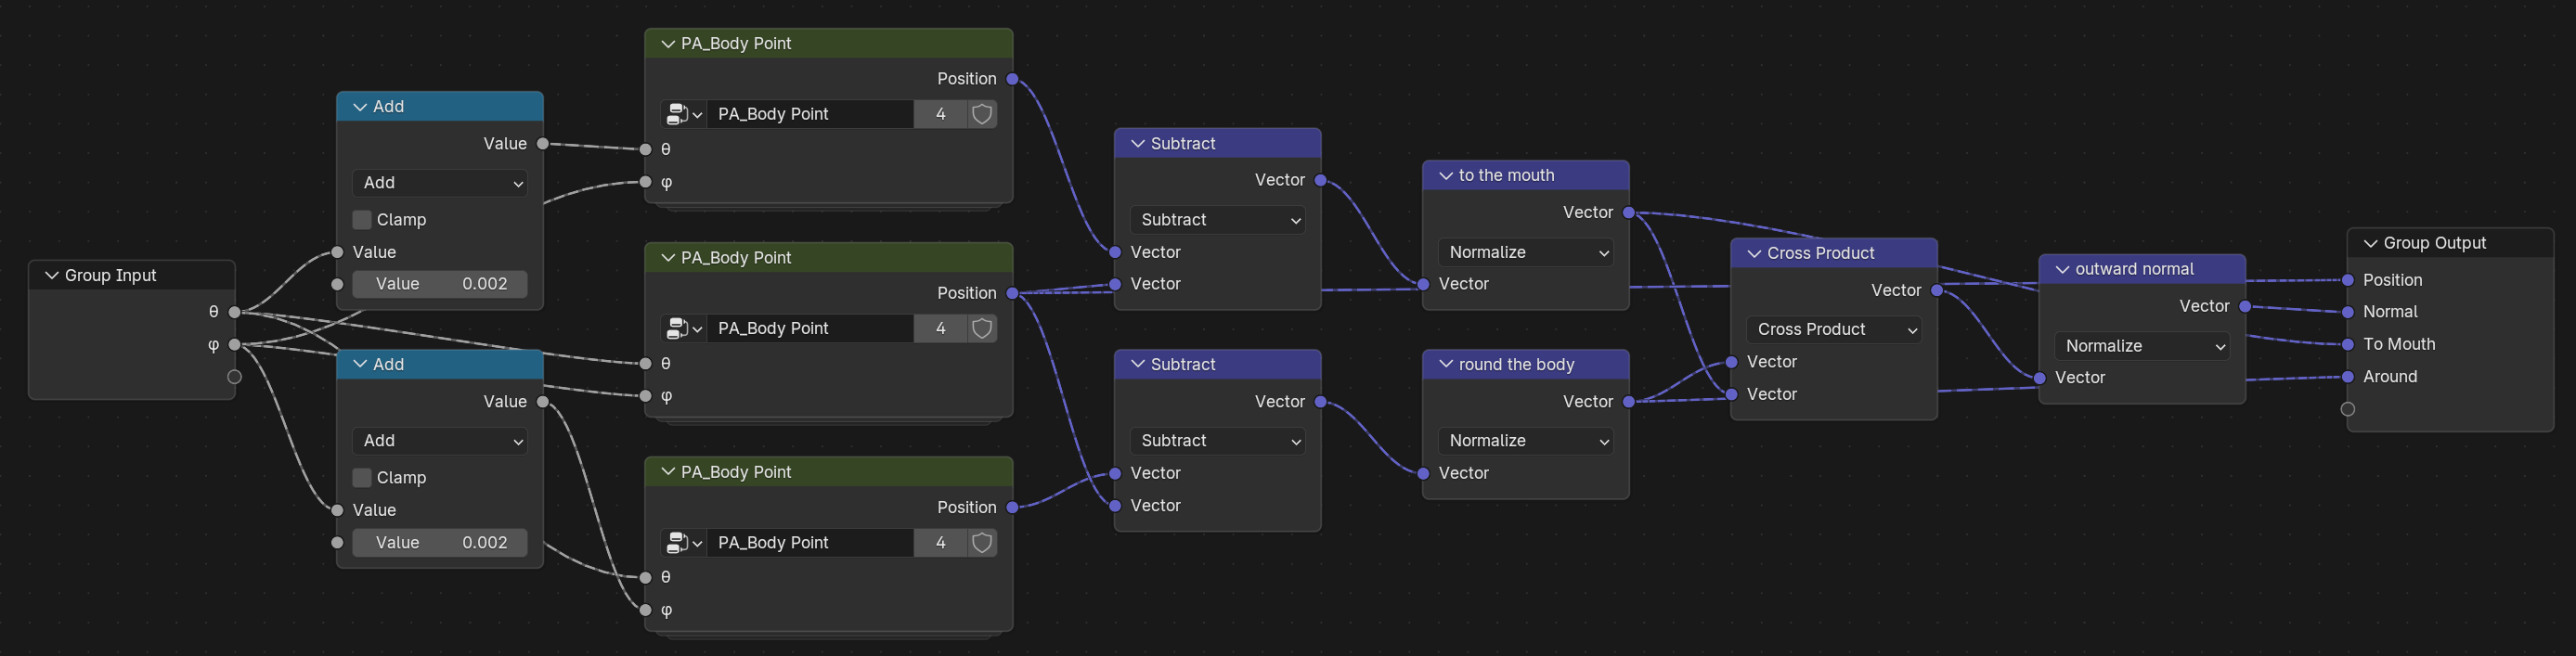 Group Input
θ
φ
Add
Value
Add
Clamp
Value
Value 0.002
Add
Value
Add
Clamp
Value
Value 0.002
PA_Body Point
Position
PA_Body Point 4
θ
φ
PA_Body Point
Position
PA_Body Point 4
θ
φ
PA_Body Point
Position
PA_Body Point 4
θ
φ
Subtract
Vector
Subtract
Vector
Vector
Subtract
Vector
Subtract
Vector
Vector
to the mouth
Vector
Normalize
Vector
round the body
Vector
Normalize
Vector
Cross Product
Vector
Cross Product
Vector
Vector
outward normal
Vector
Normalize
Vector
Group Output
Position
Normal
To Mouth
Around